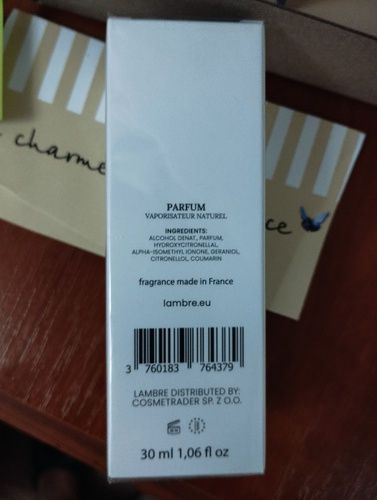 charme
ce
PARFUM
VAPORISATEUR NATUREL
INGREDIENTS:
ALCOHOL DENAT., PARFUM,
HYDROXYCITRONELLAL,
ALPHA-ISOMETHYL IONONE, GERANIOL,
CITRONELLOL, COUMARIN
fragrance made in France
lambre.eu
3 760183 764379
LAMBRE DISTRIBUTED BY:
COSMETRADER SP. Z O.O.
30 ml 1,06 fl oz